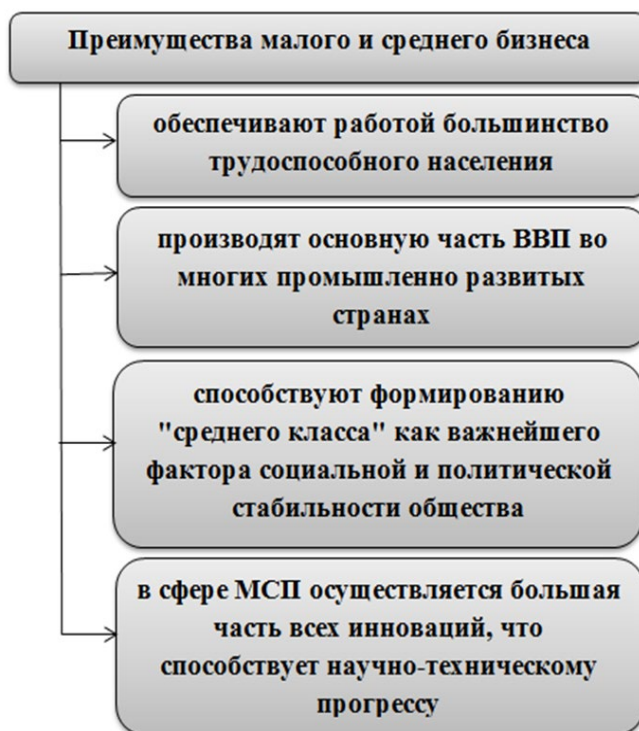 Преимущества малого и среднего бизнеса
обеспечивают работой большинство
трудоспособного населения
производят основную часть ВВП во
многих промышленно развитых
странах
способствуют формированию
"среднего класса" как важнейшего
фактора социальной и политической
стабильности общества
в сфере МСП осуществляется большая
часть всех инноваций, что
способствует научно-техническому
прогрессу